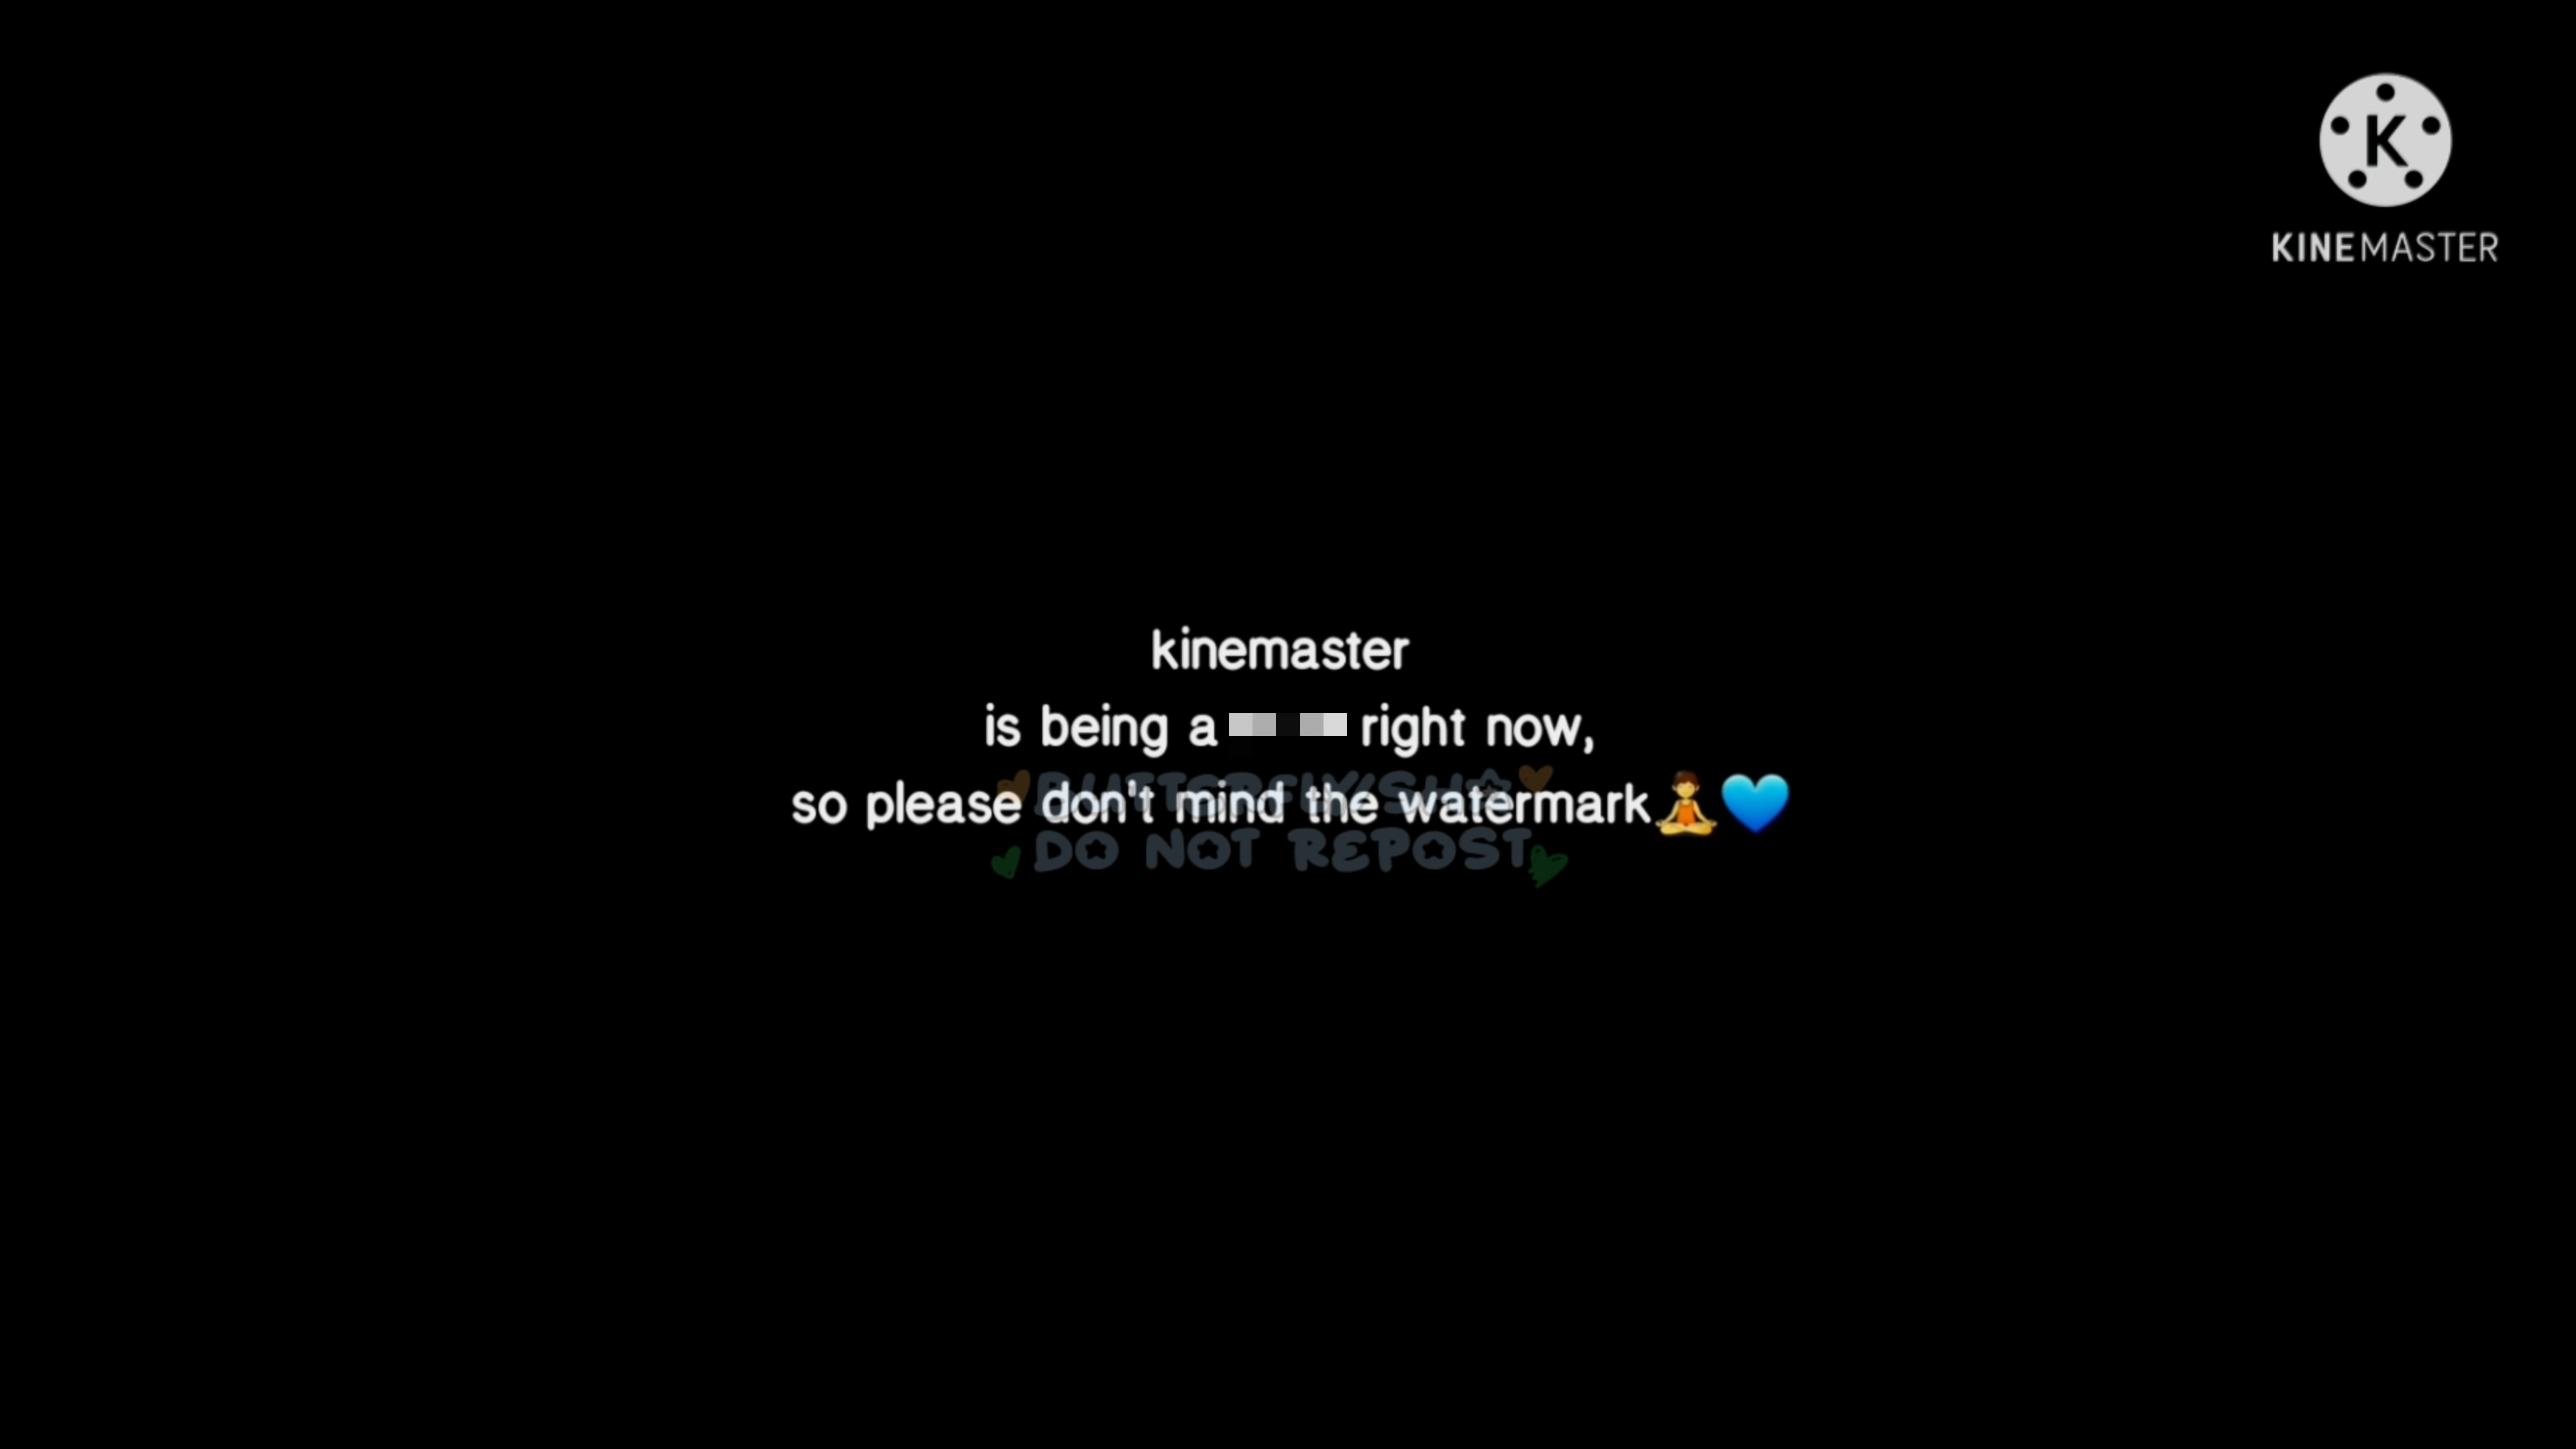 KINEMASTER
kinemaster
is being a right now,
so please don't mind the watermark🧘💙
DO NOT REPOST